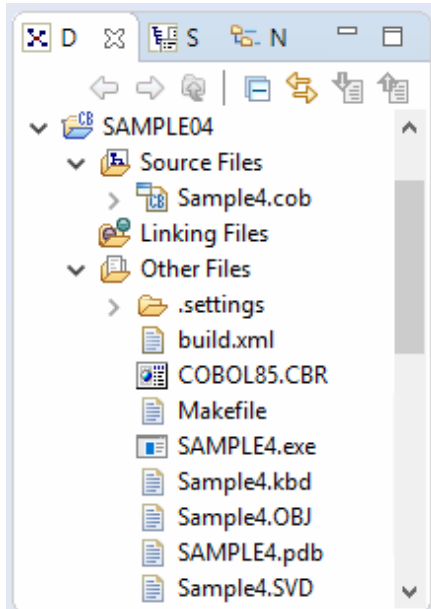 D S N
SAMPLE04
Source Files
Sample4.cob
Linking Files
Other Files
.settings
build.xml
COBOL85.CBR
Makefile
SAMPLE4.exe
Sample4.kbd
Sample4.OBJ
SAMPLE4.pdb
Sample4.SVD